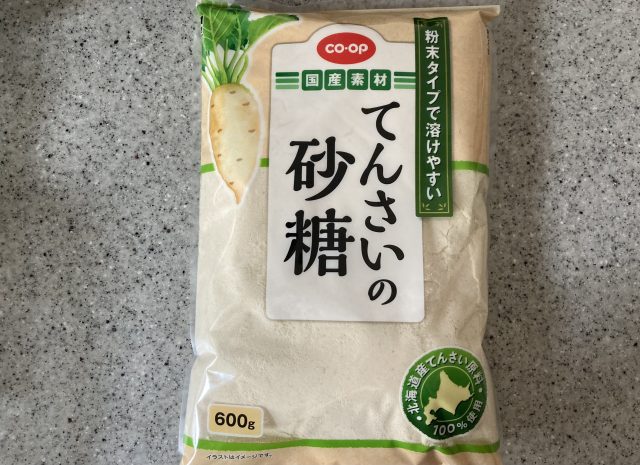 CO・OP
国産素材
粉末タイプで溶けやすい
てんさいの
砂糖
・北海道産てんさい原料・
100%使用
600g
イラストはイメージです。